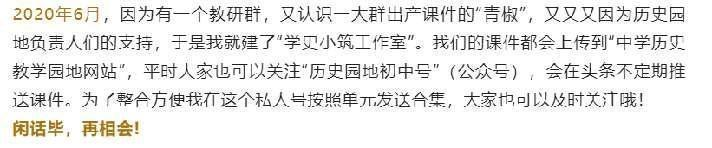 2020年6月，因为有一个教研群，又认识一大群出产课件的“青椒”，又又又因为历史园
地负责人们的支持，于是我就建了“学史小筑工作室”。我们的课件都会上传到“中学历史
教学园地网站”，平时大家也可以关注“历史园地初中号”（公众号），会在头条不定期推
送课件。为了整合方便我在这个私人号按照单元发送合集，大家也可以及时关注哦！
闲话毕，再相会!